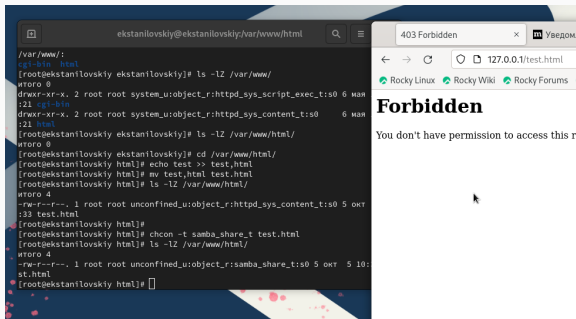 ekstanilovskiy@ekstanilovskiy:/var/www/html
/var/www/:
cgi-bin html
[root@ekstanilovskiy ekstanilovskiy]# ls -lZ /var/www/
итого 0
drwxr-xr-x. 2 root root system_u:object_r:httpd_sys_script_exec_t:s0 6 мая
:21 cgi-bin
drwxr-xr-x. 2 root root system_u:object_r:httpd_sys_content_t:s0 6 мая
:21 html
[root@ekstanilovskiy ekstanilovskiy]# ls -lZ /var/www/html/
итого 0
[root@ekstanilovskiy ekstanilovskiy]# cd /var/www/html/
[root@ekstanilovskiy html]# echo test >> test,html
[root@ekstanilovskiy html]# mv test,html test.html
[root@ekstanilovskiy html]# ls -lZ /var/www/html/
итого 4
-rw-r--r--. 1 root root unconfined_u:object_r:httpd_sys_content_t:s0 5 окт
:33 test.html
[root@ekstanilovskiy html]#
[root@ekstanilovskiy html]# chcon -t samba_share_t test.html
[root@ekstanilovskiy html]# ls -lZ /var/www/html/
итого 4
-rw-r--r--. 1 root root unconfined_u:object_r:samba_share_t:s0 5 окт 5 10:
st.html
[root@ekstanilovskiy html]#
403 Forbidden
Уведом
127.0.0.1/test.html
Rocky Linux Rocky Wiki Rocky Forums
Forbidden
You don't have permission to access this r